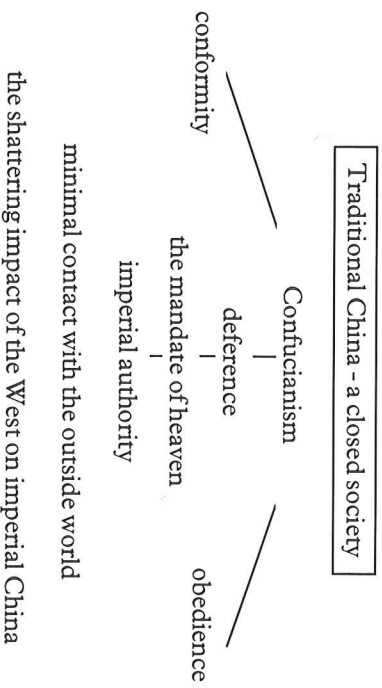 Traditional China - a closed society
Confucianism
deference
conformity
obedience
the mandate of heaven
imperial authority
minimal contact with the outside world
the shattering impact of the West on imperial China